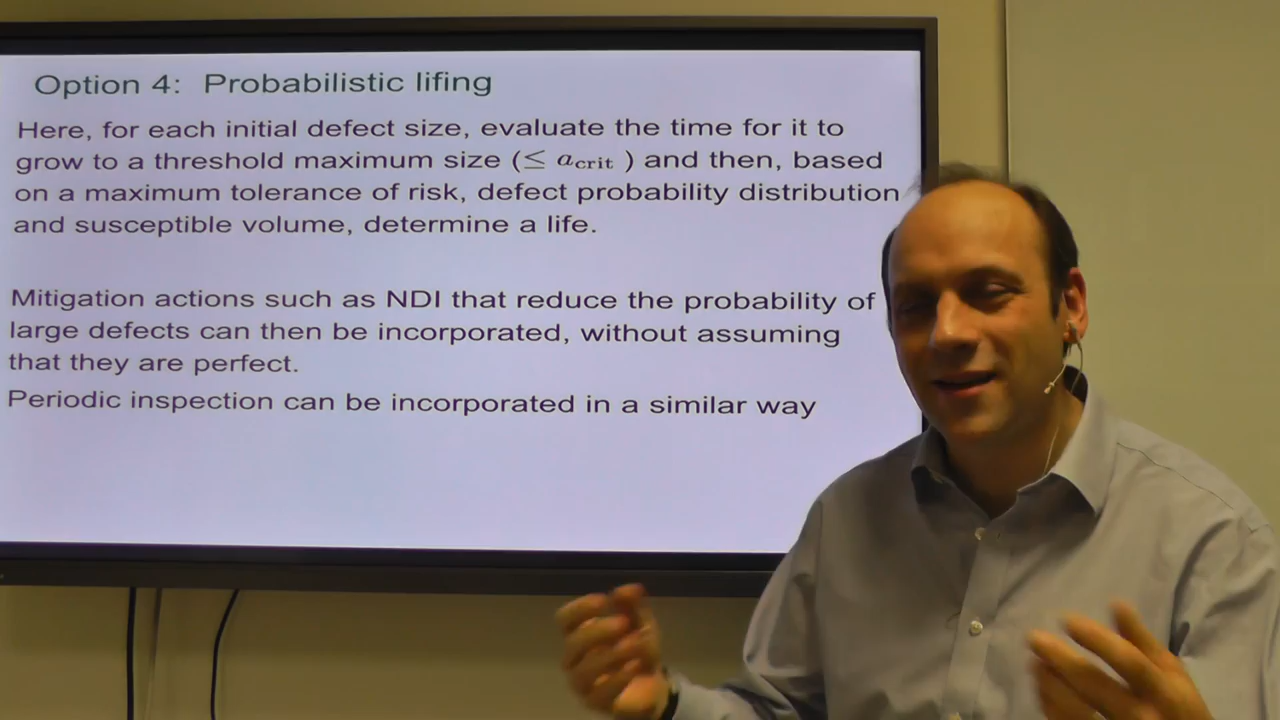 Option 4: Probabilistic lifing
Here, for each initial defect size, evaluate the time for it to
grow to a threshold maximum size (≤ a_crit ) and then, based
on a maximum tolerance of risk, defect probability distribution
and susceptible volume, determine a life.
Mitigation actions such as NDI that reduce the probability of
large defects can then be incorporated, without assuming
that they are perfect.
Periodic inspection can be incorporated in a similar way